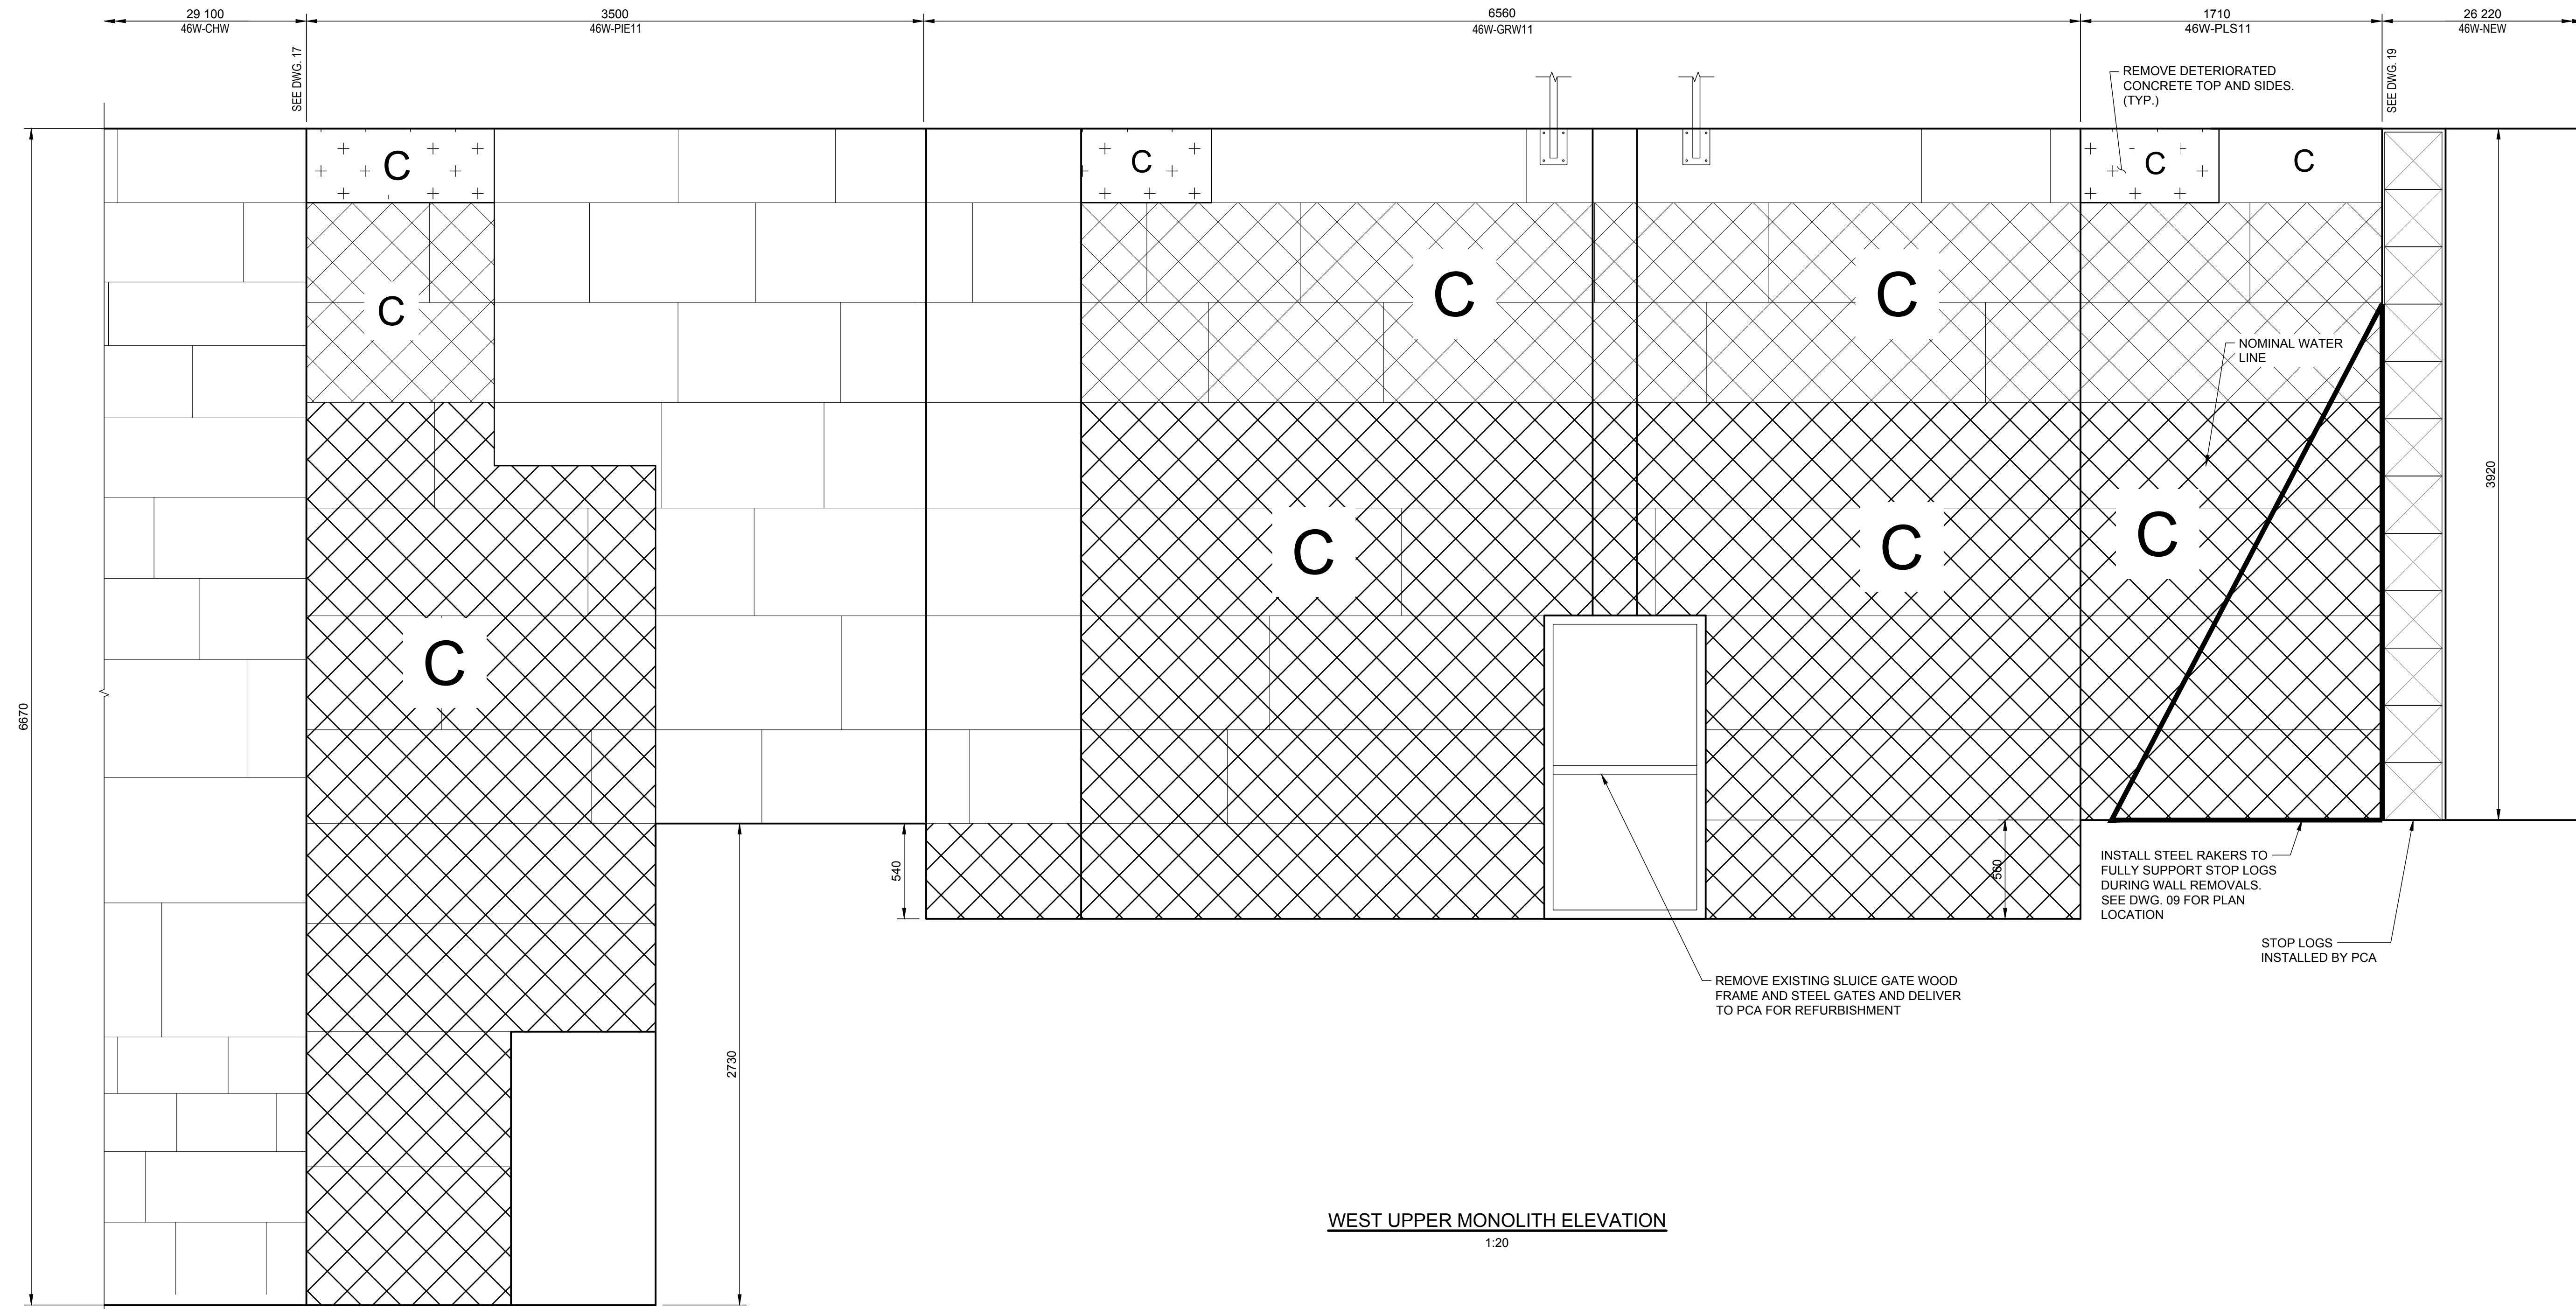 29 100
46W-CHW
3500
46W-PIE11
6560
46W-GRW11
1710
46W-PLS11
26 220
46W-NEW
SEE DWG. 17
SEE DWG. 19
REMOVE DETERIORATED
CONCRETE TOP AND SIDES.
(TYP.)
C
C
C
C
C
C
C
NOMINAL WATER
LINE
C
C
C
C
C
6670
3920
540
560
2730
INSTALL STEEL RAKERS TO
FULLY SUPPORT STOP LOGS
DURING WALL REMOVALS.
SEE DWG. 09 FOR PLAN
LOCATION
STOP LOGS
INSTALLED BY PCA
REMOVE EXISTING SLUICE GATE WOOD
FRAME AND STEEL GATES AND DELIVER
TO PCA FOR REFURBISHMENT
WEST UPPER MONOLITH ELEVATION
1:20